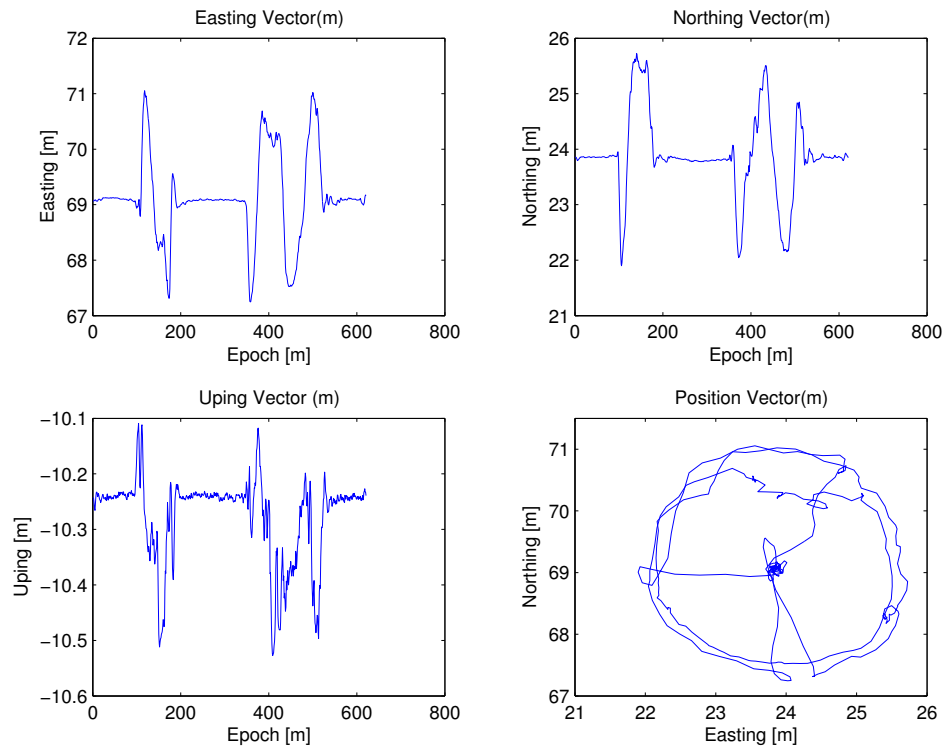 Easting Vector(m)
72
71
70
69
68
67
0 200 400 600 800
Easting [m]
Epoch [m]
Northing Vector(m)
26
25
24
23
22
21
0 200 400 600 800
Northing [m]
Epoch [m]
Uping Vector (m)
−10.1
−10.2
−10.3
−10.4
−10.5
−10.6
0 200 400 600 800
Uping [m]
Epoch [m]
Position Vector(m)
71
70
69
68
67
21 22 23 24 25 26
Northing [m]
Easting [m]